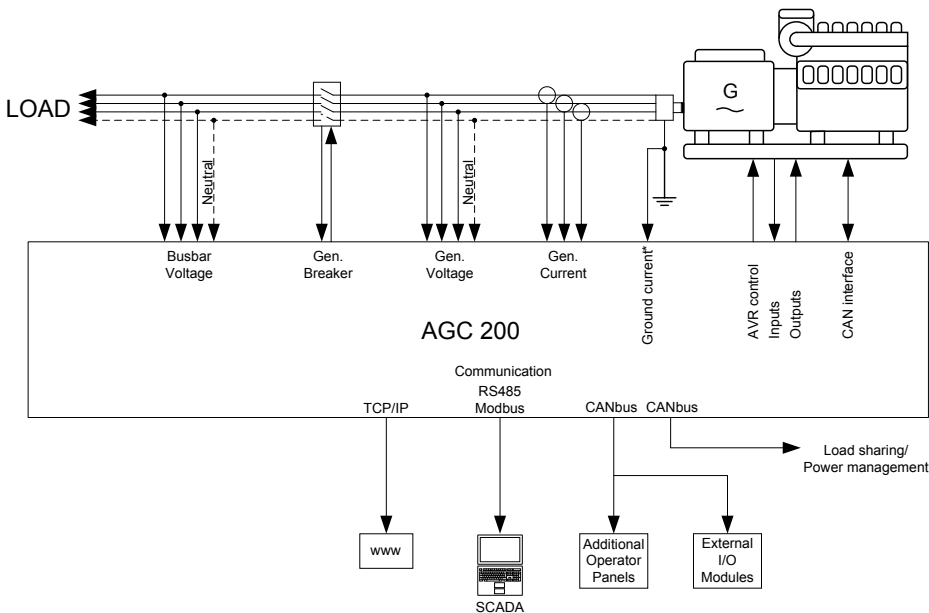 G
LOAD
Neutral
Neutral
Busbar
Voltage
Gen.
Breaker
Gen.
Voltage
Gen.
Current
Ground current*
AVR control
Inputs
Outputs
CAN interface
AGC 200
Communication
RS485
Modbus
TCP/IP
CANbus
CANbus
Load sharing/
Power management
www
SCADA
Additional
Operator
Panels
External
I/O
Modules